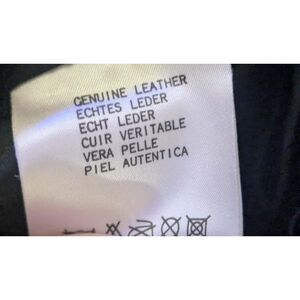 GENUINE LEATHER
ECHTES LEDER
ECHT LEDER
CUIR VERITABLE
VERA PELLE
PIEL AUTENTICA